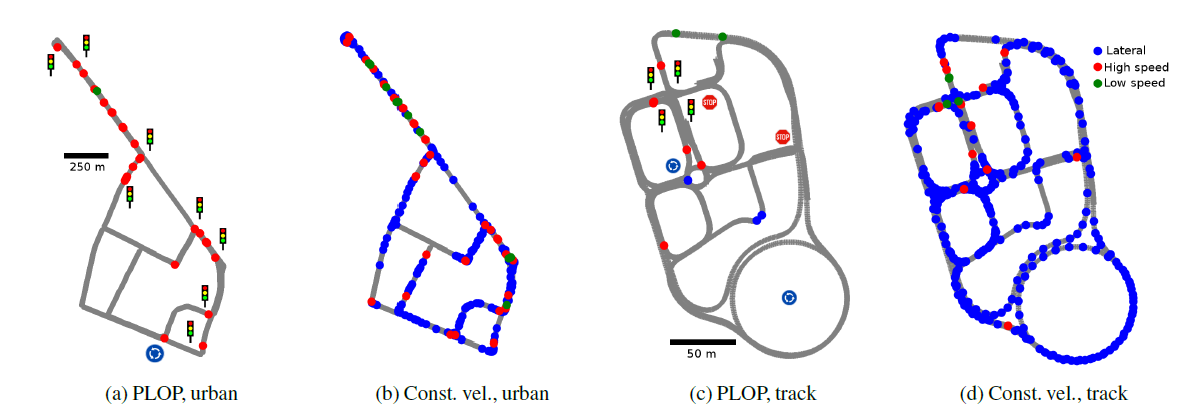 Lateral
High speed
Low speed
STOP
STOP
250 m
50 m
(a) PLOP, urban
(b) Const. vel., urban
(c) PLOP, track
(d) Const. vel., track